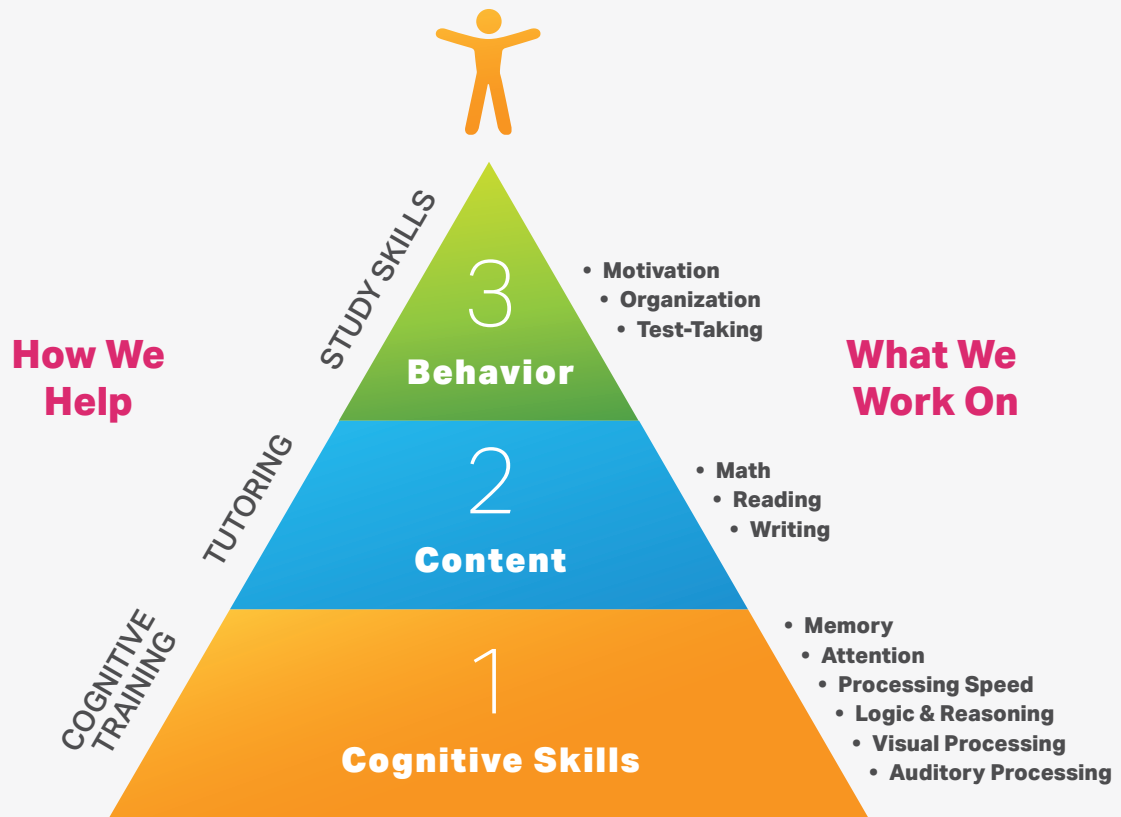 STUDY SKILLS
3
Behavior
• Motivation
• Organization
• Test-Taking
How We
Help
What We
Work On
TUTORING
2
Content
• Math
• Reading
• Writing
COGNITIVE
TRAINING
1
Cognitive Skills
• Memory
• Attention
• Processing Speed
• Logic & Reasoning
• Visual Processing
• Auditory Processing